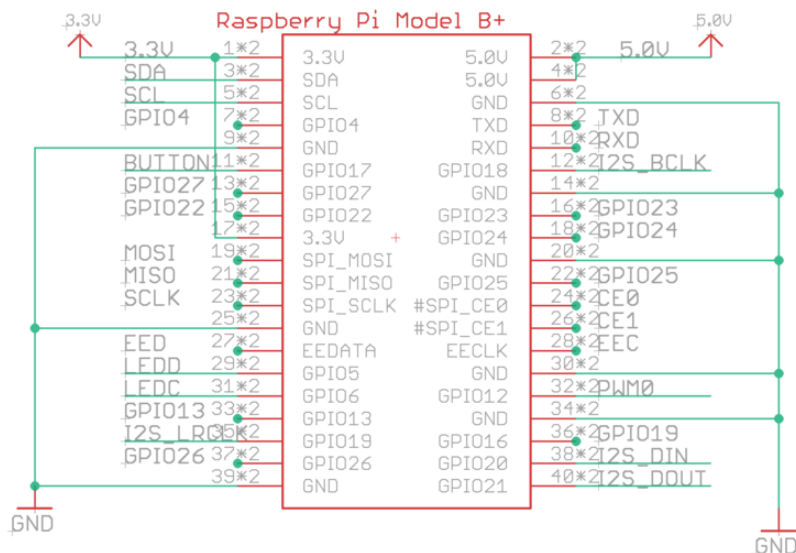 Raspberry Pi Model B+
3.3V 5.0V
3.3V 1*2 3.3V 5.0V 2*2 5.0V
SDA 3*2 SDA 5.0V 4*2
SCL 5*2 SCL GND 6*2
GPIO4 7*2 GPIO4 TXD 8*2 TXD
9*2 GND RXD 10*2 RXD
BUTTON 11*2 GPIO17 GPIO18 12*2 I2S_BCLK
GPIO27 13*2 GPIO27 GND 14*2
GPIO22 15*2 GPIO22 GPIO23 16*2 GPIO23
17*2 3.3V GPIO24 18*2 GPIO24
MOSI 19*2 SPI_MOSI GND 20*2
MISO 21*2 SPI_MISO GPIO25 22*2 GPIO25
SCLK 23*2 SPI_SCLK #SPI_CE0 24*2 CE0
25*2 GND #SPI_CE1 26*2 CE1
EED 27*2 EEDATA EECLK 28*2 EEC
LEDD 29*2 GPIO5 GND 30*2
LEDC 31*2 GPIO6 GPIO12 32*2 PWM0
GPIO13 33*2 GPIO13 GND 34*2
I2S_LRCLK 35*2 GPIO19 GPIO16 36*2 GPIO19
GPIO26 37*2 GPIO26 GPIO20 38*2 I2S_DIN
39*2 GND GPIO21 40*2 I2S_DOUT
GND GND